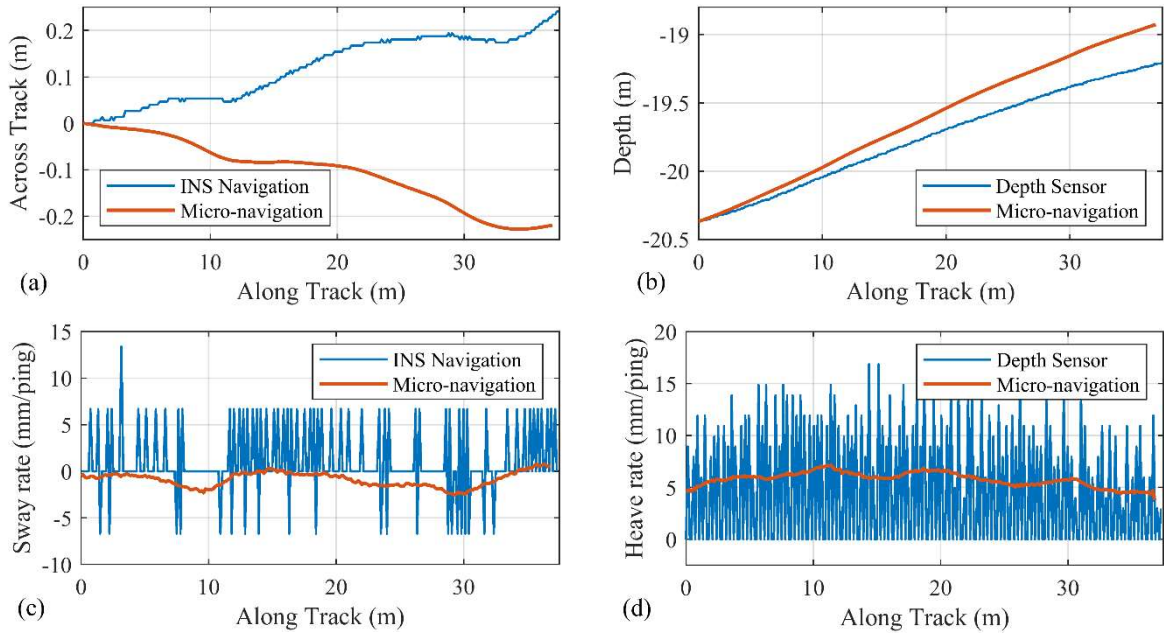 0.2
0.1
0
-0.1
-0.2
Across Track (m)
INS Navigation
Micro-navigation
0
10
20
30
Along Track (m)
(a)
-19
-19.5
-20
-20.5
Depth (m)
Depth Sensor
Micro-navigation
0
10
20
30
Along Track (m)
(b)
15
10
5
0
-5
-10
Sway rate (mm/ping)
INS Navigation
Micro-navigation
0
10
20
30
Along Track (m)
(c)
20
15
10
5
0
Heave rate (mm/ping)
Depth Sensor
Micro-navigation
0
10
20
30
Along Track (m)
(d)